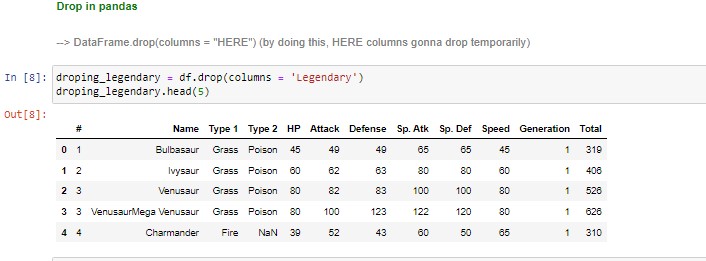 Drop in pandas
--> DataFrame.drop(columns = "HERE") (by doing this, HERE columns gonna drop temporarily)
In [8]: droping_legendary = df.drop(columns = 'Legendary')
droping_legendary.head(5)
Out[8]:
# Name Type 1 Type 2 HP Attack Defense Sp. Atk Sp. Def Speed Generation Total
0 1 Bulbasaur Grass Poison 45 49 49 65 65 45 1 319
1 2 Ivysaur Grass Poison 60 62 63 80 80 60 1 406
2 3 Venusaur Grass Poison 80 82 83 100 100 80 1 526
3 3 VenusaurMega Venusaur Grass Poison 80 100 123 122 120 80 1 626
4 4 Charmander Fire NaN 39 52 43 60 50 65 1 310